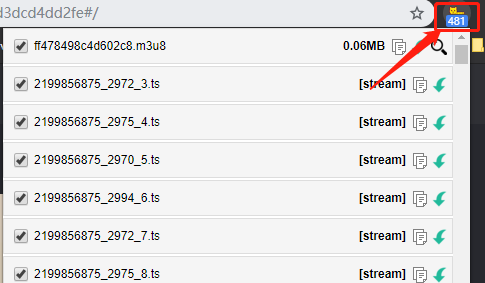 d3dcd4dd2fe#/
481
ff478498c4d602c8.m3u8 0.06MB
2199856875_2972_3.ts [stream]
2199856875_2975_4.ts [stream]
2199856875_2970_5.ts [stream]
2199856875_2994_6.ts [stream]
2199856875_2972_7.ts [stream]
2199856875_2975_8.ts [stream]